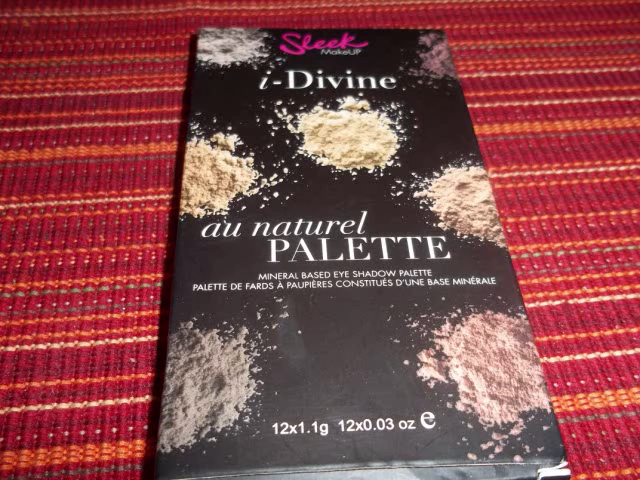 Sleek
MakeUP
i-Divine
au naturel
PALETTE
MINERAL BASED EYE SHADOW PALETTE
PALETTE DE FARDS À PAUPIÈRES CONSTITUÉS D'UNE BASE MINÉRALE
12x1.1g 12x0.03 oz ℮